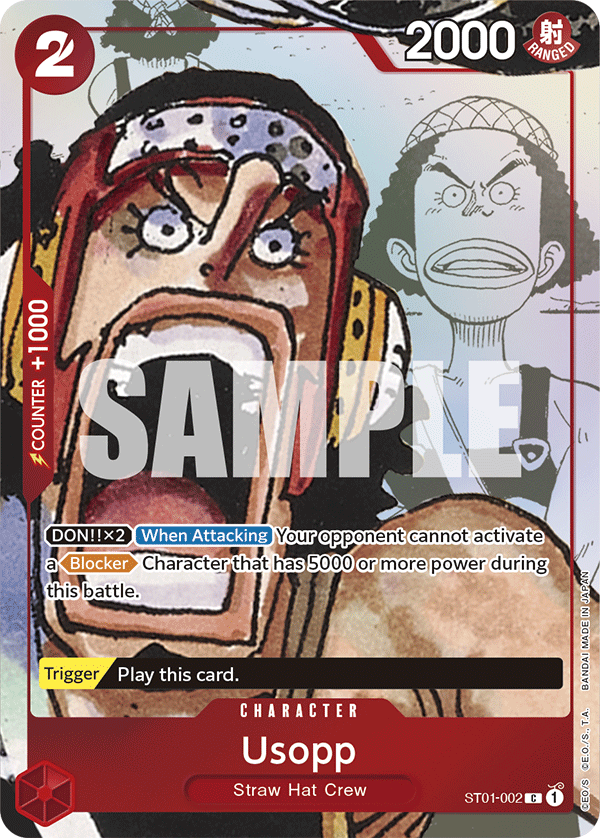 2
2000
射
RANGED
COUNTER +1000
SAMPLE
DON!!×2 When Attacking Your opponent cannot activate
a Blocker Character that has 5000 or more power during
this battle.
Trigger Play this card.
CHARACTER
Usopp
Straw Hat Crew
ST01-002 C 1
©E.O./S. ©E.O./S., T.A. BANDAI MADE IN JAPAN